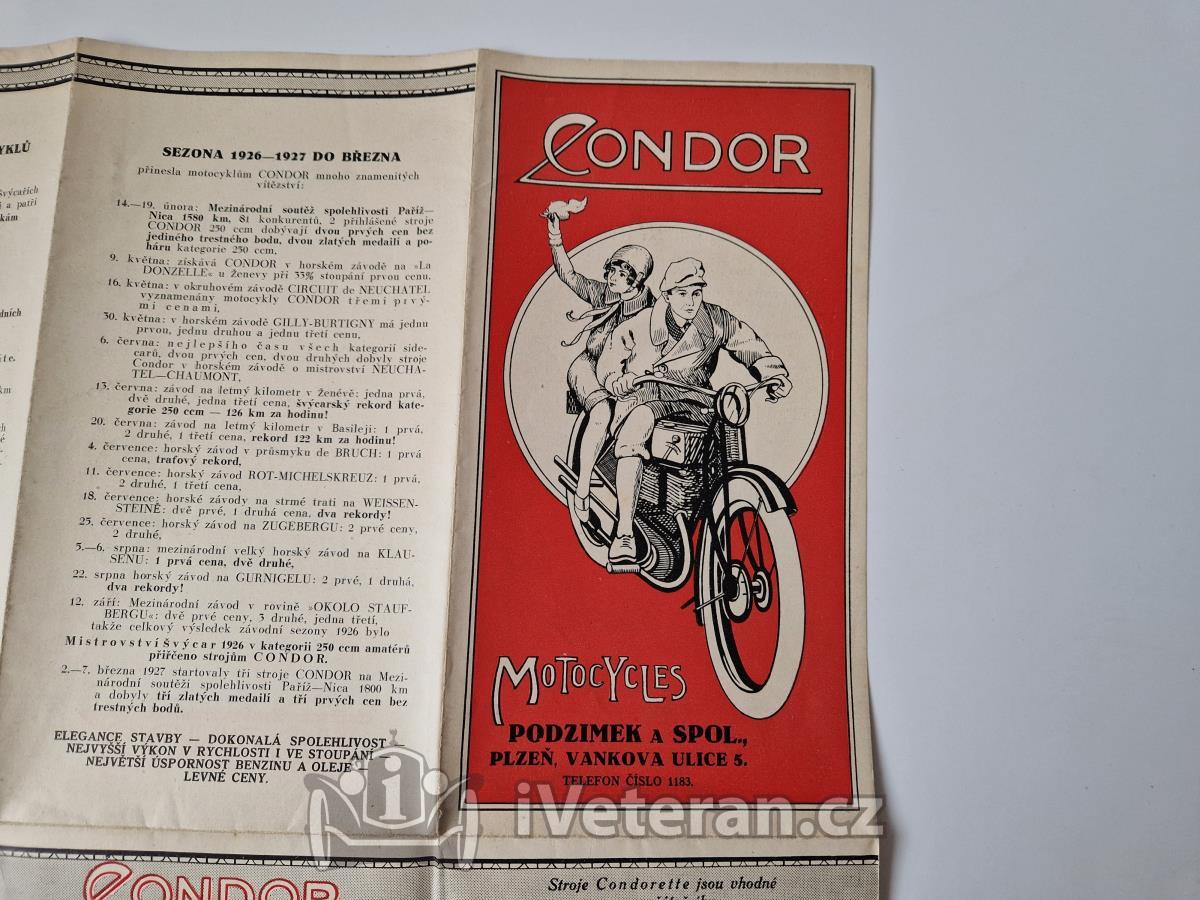 YKLŮ
švýcařích
a patří
kám
dních
áte.
km
SEZONA 1926—1927 DO BŘEZNA
přinesla motocyklům CONDOR mnoho znamenitých
vítězství:
14.—19. února: Mezinárodní soutěž spolehlivosti Paříž—
Nica 1580 km, 81 konkurentů, 2 přihlášené stroje
CONDOR 250 ccm dobývají dvou prvých cen bez
jediného trestného bodu, dvou zlatých medailí a po-
háru kategorie 250 ccm,
9. května: získává CONDOR v horském závodě na »La
DONZELLE« u Ženevy při 33% stoupání prvou cenu.
16. května: v okruhovém závodě CIRCUIT de NEUCHATEL
vyznamenány motocykly CONDOR třemi prvý-
mi cenami,
30. května: v horském závodě GILLY-BURTIGNY má jednu
prvou, jednu druhou a jednu třetí cenu,
6. června: nejlepšího času všech kategorií side-
carů, dvou prvých cen, dvou druhých dobyly stroje
Condor v horském závodě o mistrovství NEUCHA-
TEL—CHAUMONT,
13. června: závod na letmý kilometr v Ženévě: jedna prvá,
dvě druhé, jedna třetí cena, švýcarský rekord kate-
gorie 250 ccm — 126 km za hodinu!
20. června: závod na letmý kilometr v Basileji: 1 prvá,
2 druhé, 1 třetí cena, rekord 122 km za hodinu!
4. července: horský závod v průsmyku de BRUCH: 1 prvá
cena, traťový rekord,
11. července: horský závod ROT-MICHELSKREUZ: 1 prvá,
2 druhé, 1 třetí cena,
18. července: horské závody na strmé trati na WEISSEN-
STEINĚ: dvě prvé, 1 druhá cena, dva rekordy!
25. července: horský závod na ZUGEBERGU: 2 prvé ceny,
2 druhé,
5.—6. srpna: mezinárodní velký horský závod na KLAU-
SENU: 1 prvá cena, dvě druhé,
22. srpna horský závod na GURNIGELU: 2 prvé, 1 druhá,
dva rekordy!
12. září: Mezinárodní závod v rovině »OKOLO STAUF-
BERGU«: dvě prvé ceny, 3 druhé, jedna třetí,
takže celkový výsledek závodní sezony 1926 bylo
Mistrovství Švýcar 1926 v kategorii 250 ccm amatérů
přiřčeno strojům CONDOR.
2.—7. března 1927 startovaly tři stroje CONDOR na Mezi-
národní soutěži spolehlivosti Paříž—Nica 1800 km
a dobyly tří zlatých medailí a tří prvých cen bez
trestných bodů.
ELEGANCE STAVBY — DOKONALÁ SPOLEHLIVOST —
NEJVYŠŠÍ VÝKON V RYCHLOSTI I VE STOUPÁNÍ —
NEJVĚTŠÍ ÚSPORNOST BENZINU A OLEJE
LEVNÉ CENY.
CONDOR
MOTOCYCLES
PODZIMEK A SPOL.,
PLZEŇ, VANKOVA ULICE 5.
TELEFON ČÍSLO 1183.
iVeteran.cz
CONDOR
Stroje Condorette jsou vhodné